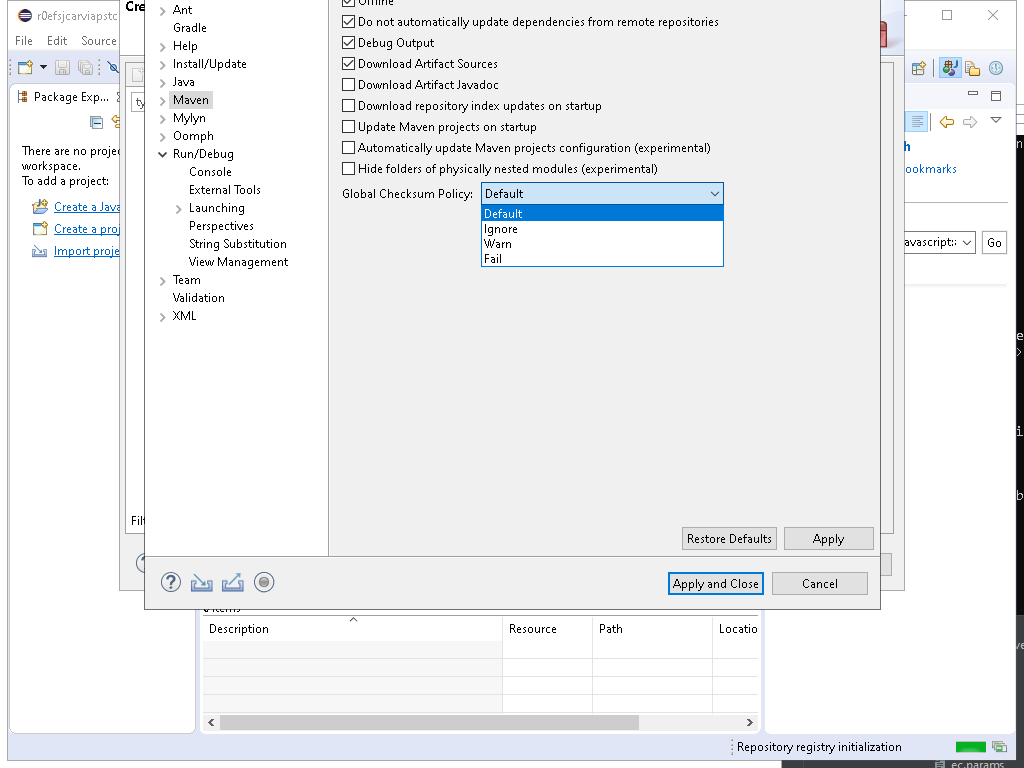 r0efsjcarviapstc
File
Edit
Source
Package Exp...
There are no proje
workspace.
To add a project:
Create a Java
Create a proj
Import proje
Cre
ty
Filt
Ant
Gradle
Help
Install/Update
Java
Maven
Mylyn
Oomph
Run/Debug
Console
External Tools
Launching
Perspectives
String Substitution
View Management
Team
Validation
XML
Offline
Do not automatically update dependencies from remote repositories
Debug Output
Download Artifact Sources
Download Artifact Javadoc
Download repository index updates on startup
Update Maven projects on startup
Automatically update Maven projects configuration (experimental)
Hide folders of physically nested modules (experimental)
Global Checksum Policy:
Default
Default
Ignore
Warn
Fail
Restore Defaults
Apply
Apply and Close
Cancel
h
ookmarks
avascript:
Go
items
Description
Resource
Path
Locatio
Repository registry initialization
ec.params